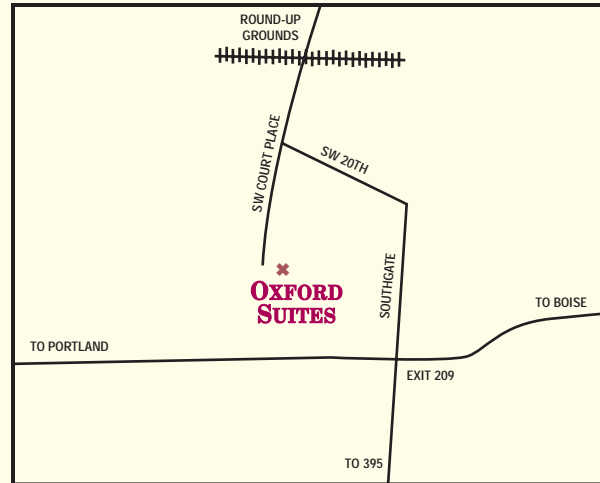 ROUND-UP
GROUNDS
SW COURT PLACE
SW 20TH
SOUTHGATE
OXFORD
SUITES
TO BOISE
TO PORTLAND
EXIT 209
TO 395